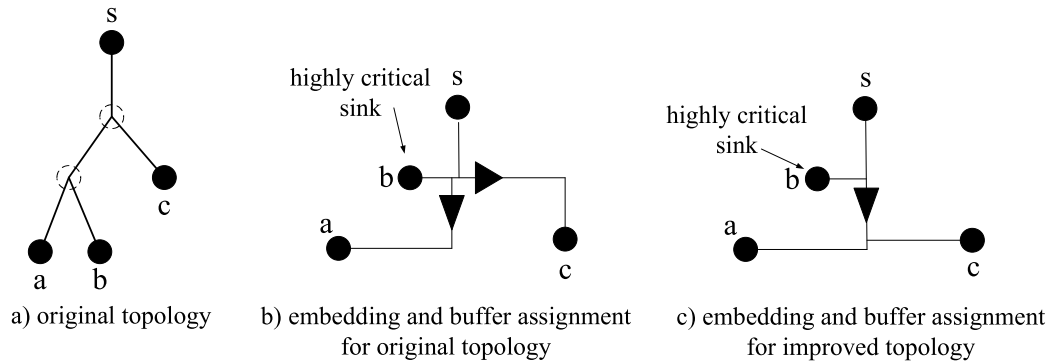 s
c
a
b
a) original topology
highly critical
sink
s
b
a
c
b) embedding and buffer assignment
for original topology
highly critical
sink
s
b
a
c
c) embedding and buffer assignment
for improved topology